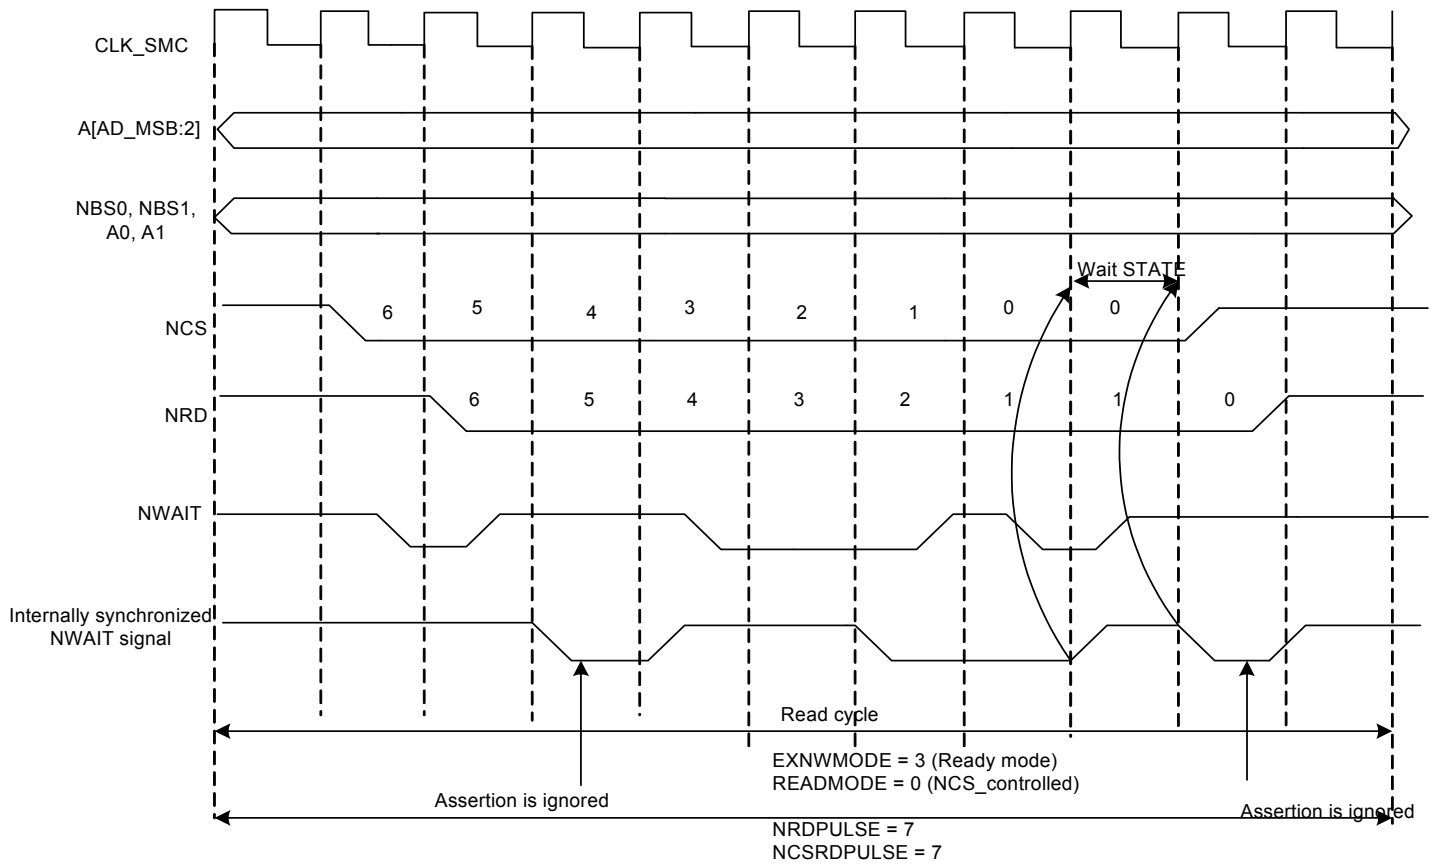 CLK_SMC
A[AD_MSB:2]
NBS0, NBS1,
A0, A1
Wait STATE
NCS
6 5 4 3 2 1 0 0
NRD
6 5 4 3 2 1 1 0
NWAIT
Internally synchronized
NWAIT signal
Read cycle
EXNWMODE = 3 (Ready mode)
READMODE = 0 (NCS_controlled)
Assertion is ignored
Assertion is ignored
NRDPULSE = 7
NCSRDPULSE = 7